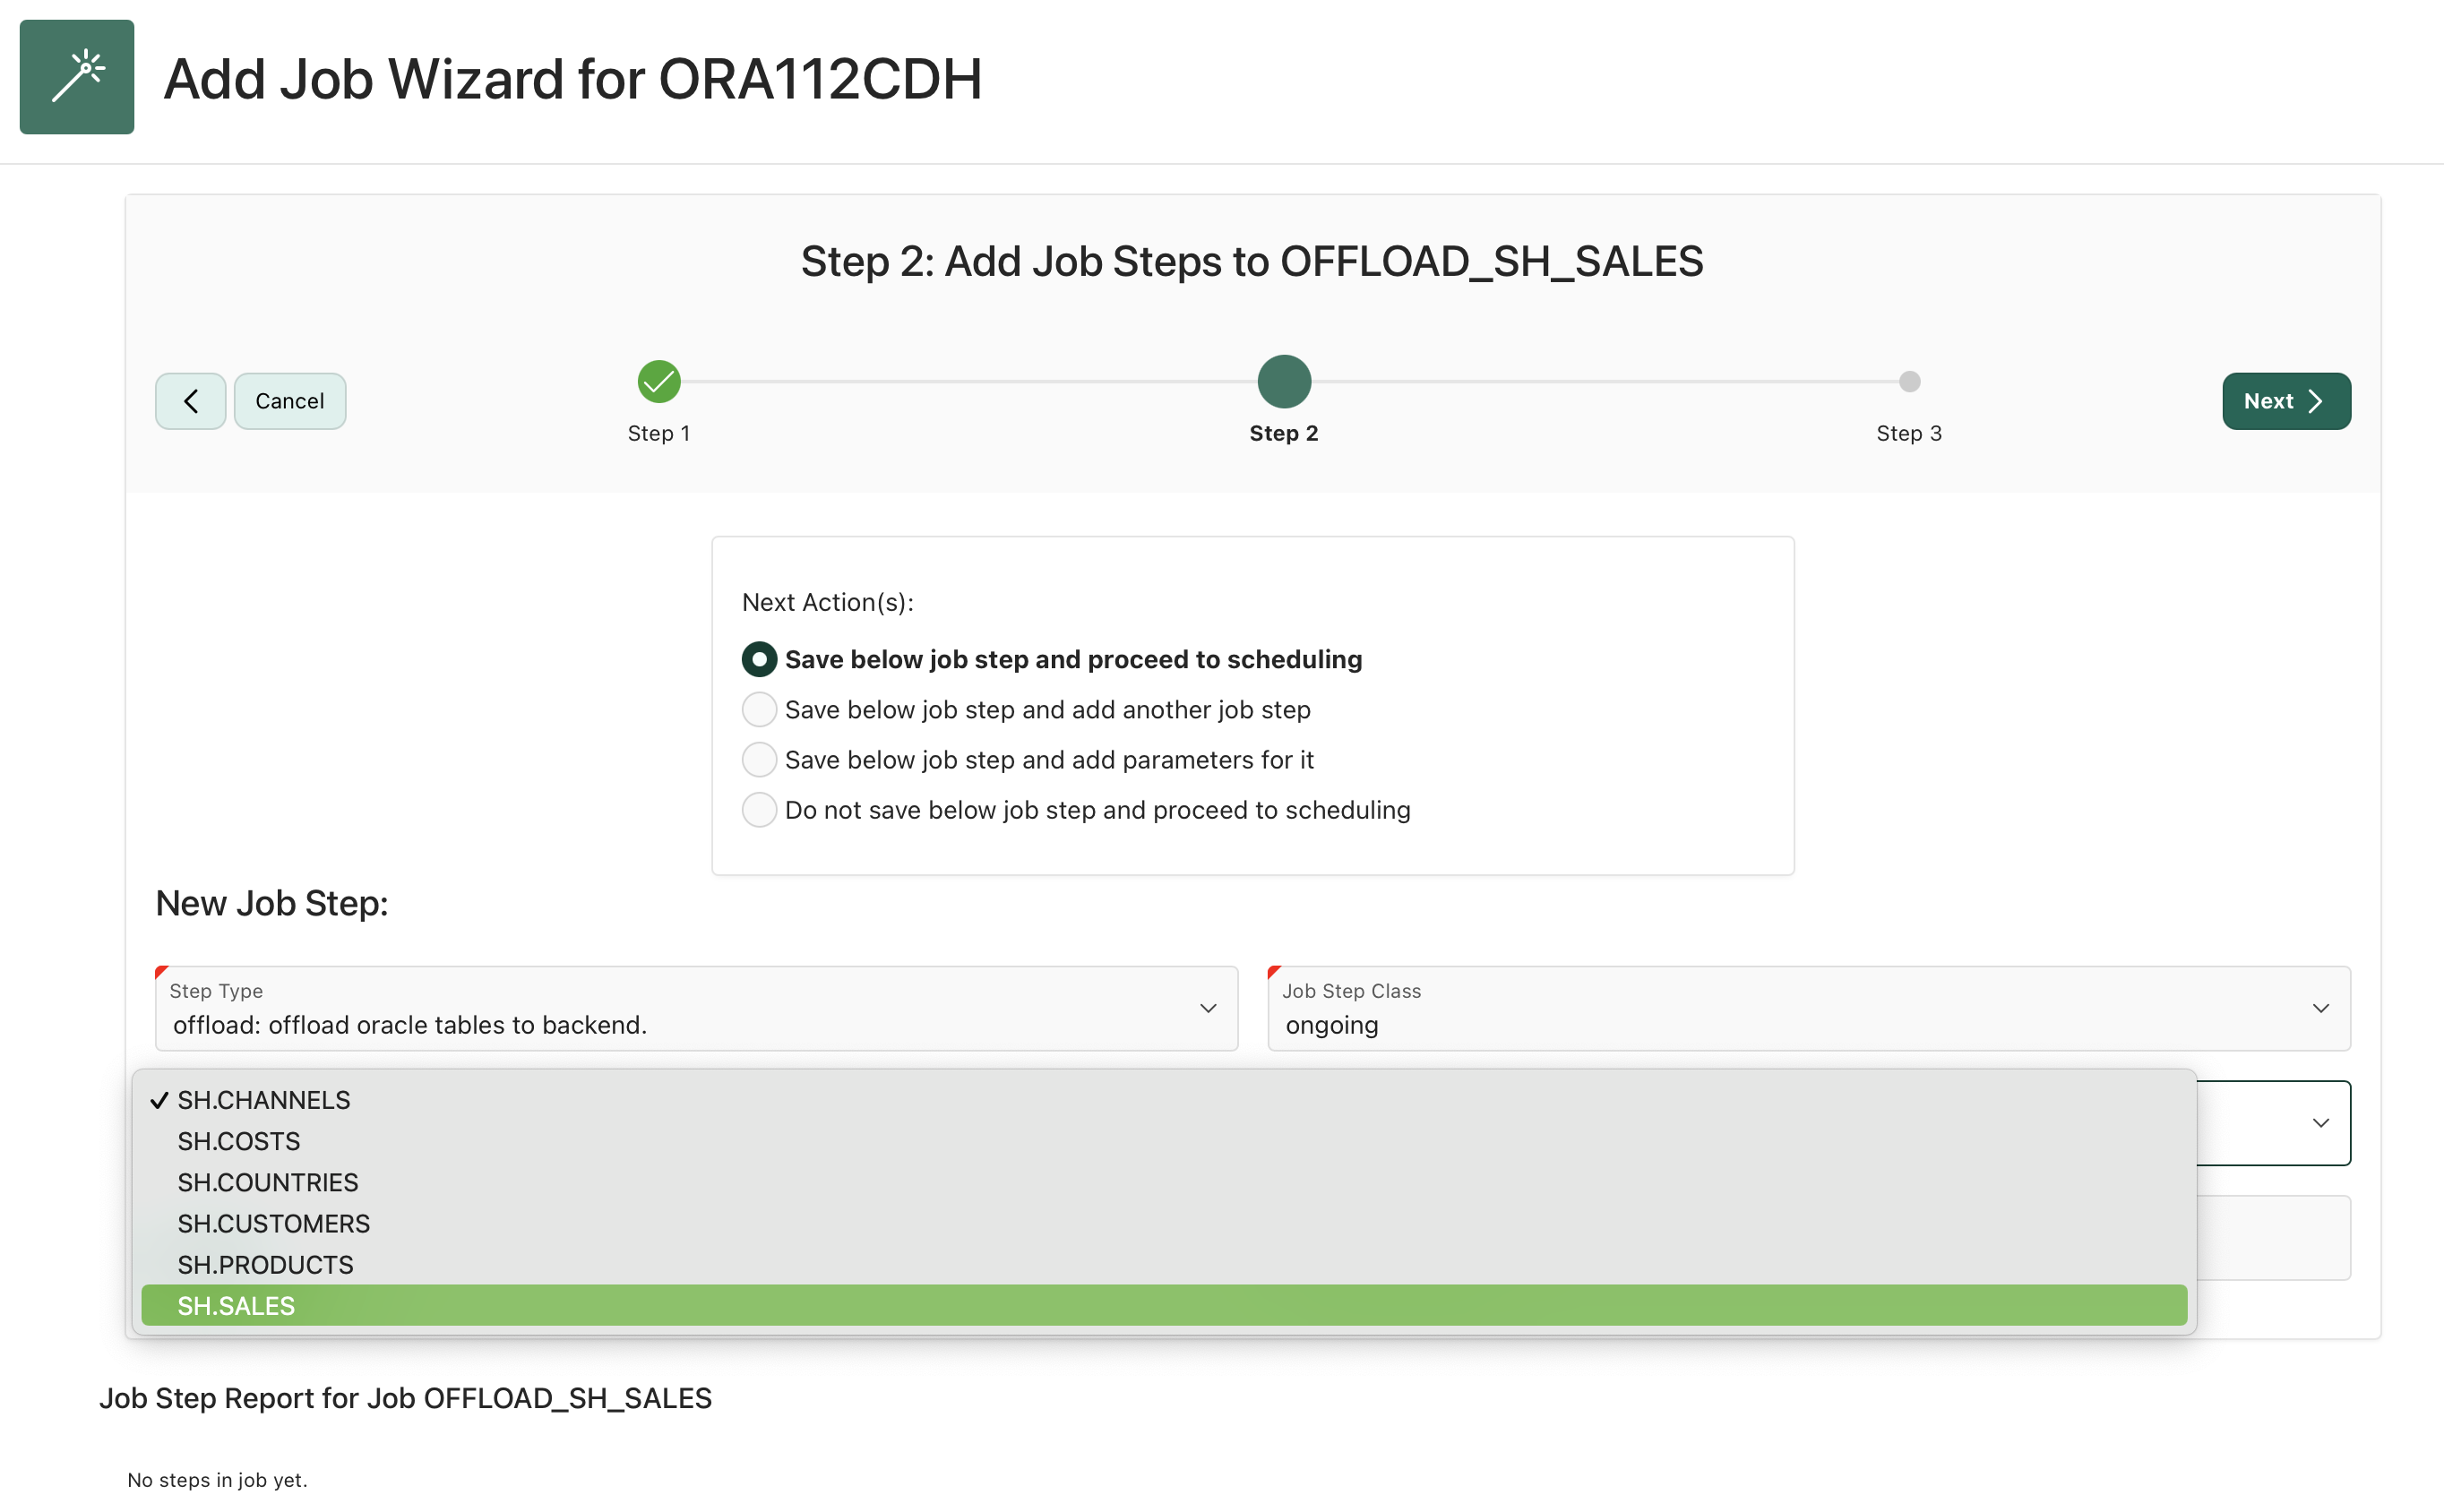 Add Job Wizard for ORA112CDH
Step 2: Add Job Steps to OFFLOAD_SH_SALES
Cancel
Step 1
Step 2
Step 3
Next
Next Action(s):
Save below job step and proceed to scheduling
Save below job step and add another job step
Save below job step and add parameters for it
Do not save below job step and proceed to scheduling
New Job Step:
Step Type
offload: offload oracle tables to backend.
Job Step Class
ongoing
SH.CHANNELS
SH.COSTS
SH.COUNTRIES
SH.CUSTOMERS
SH.PRODUCTS
SH.SALES
Job Step Report for Job OFFLOAD_SH_SALES
No steps in job yet.